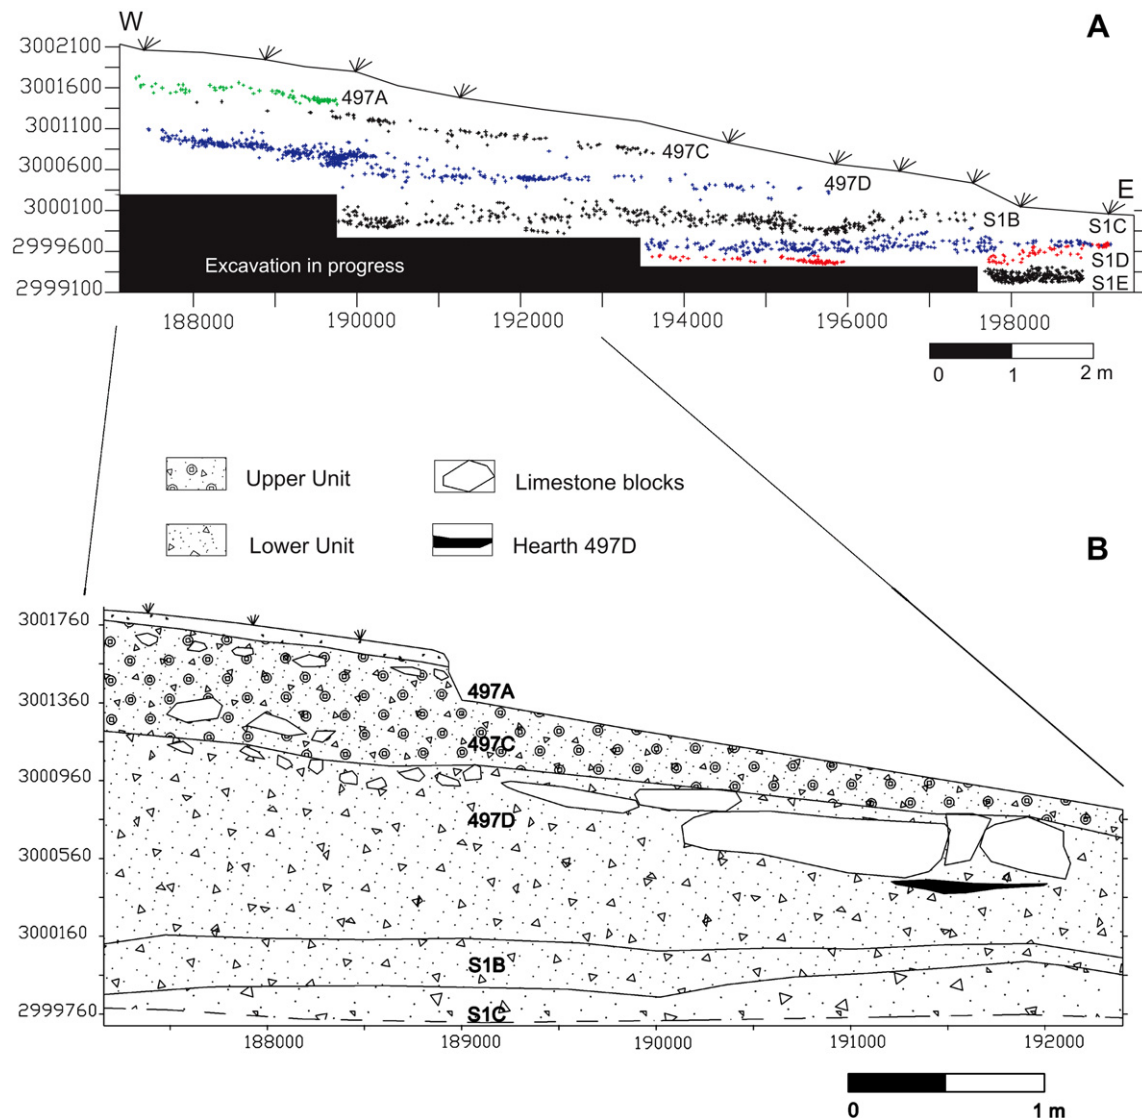 W
A
3002100
3001600
497A
3001100
497C
3000600
497D
E
3000100
S1B
S1C
2999600
S1D
Excavation in progress
S1E
2999100
188000 190000 192000 194000 196000 198000
0 1 2 m
Upper Unit
Limestone blocks
Lower Unit
Hearth 497D
B
3001760
497A
3001360
497C
3000960
497D
3000560
3000160
S1B
2999760
S1C
188000 189000 190000 191000 192000
0 1 m